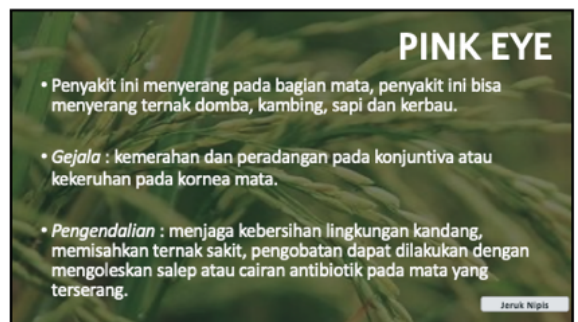 PINK EYE
• Penyakit ini menyerang pada bagian mata, penyakit ini bisa
menyerang ternak domba, kambing, sapi dan kerbau.
• Gejala : kemerahan dan peradangan pada konjuntiva atau
kekeruhan pada kornea mata.
• Pengendalian : menjaga kebersihan lingkungan kandang,
memisahkan ternak sakit, pengobatan dapat dilakukan dengan
mengoleskan salep atau cairan antibiotik pada mata yang
terserang.
Jeruk Nipis